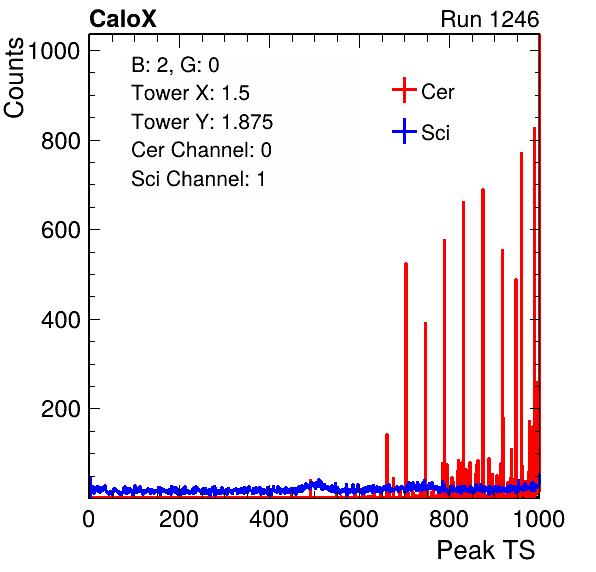 CaloX Run 1246
Counts
B: 2, G: 0
Tower X: 1.5
Tower Y: 1.875
Cer Channel: 0
Sci Channel: 1
Cer
Sci
1000
800
600
400
200
0 200 400 600 800 1000
Peak TS